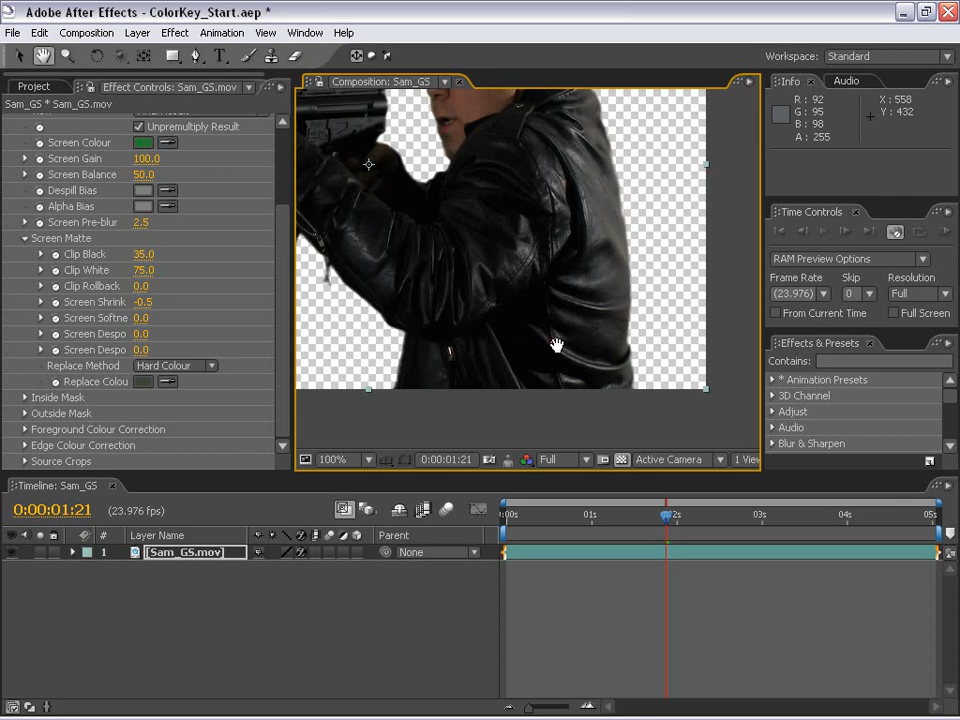 Adobe After Effects - ColorKey_Start.aep *
File Edit Composition Layer Effect Animation View Window Help
Workspace: Standard
Project Effect Controls: Sam_GS.mov
Sam_GS * Sam_GS.mov
Unpremultiply Result
Screen Colour
Screen Gain 100.0
Screen Balance 50.0
Despill Bias
Alpha Bias
Screen Pre-blur 2.5
Screen Matte
Clip Black 35.0
Clip White 75.0
Clip Rollback 0.0
Screen Shrink -0.5
Screen Softne 0.0
Screen Despo 0.0
Screen Despo 0.0
Replace Method Hard Colour
Replace Colou
Inside Mask
Outside Mask
Foreground Colour Correction
Edge Colour Correction
Source Crops
Composition: Sam_GS
100% 0:00:01:21 Full Active Camera 1 View
Info Audio
R : 92 X : 558
G : 95 Y : 432
B : 98
A : 255
Time Controls
RAM Preview Options
Frame Rate Skip Resolution
(23.976) 0 Full
From Current Time Full Screen
Effects & Presets
Contains:
* Animation Presets
3D Channel
Adjust
Audio
Blur & Sharpen
Timeline: Sam_GS
0:00:01:21 (23.976 fps)
:00s 01s 2s 03s 04s 05s
# Layer Name Parent
1 [Sam_GS.mov] None